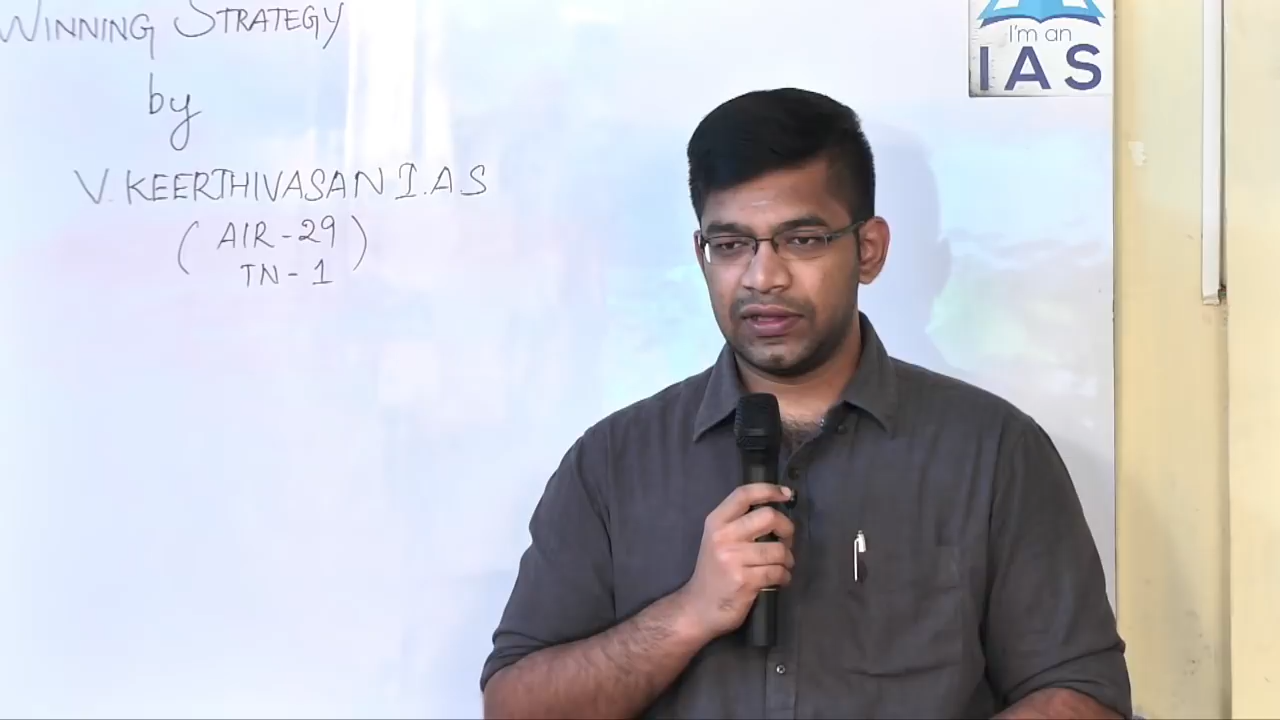 WINNING STRATEGY
by
V. KEERTHIVASAN I.A.S
( AIR - 29 )
TN - 1
I'm an
IAS